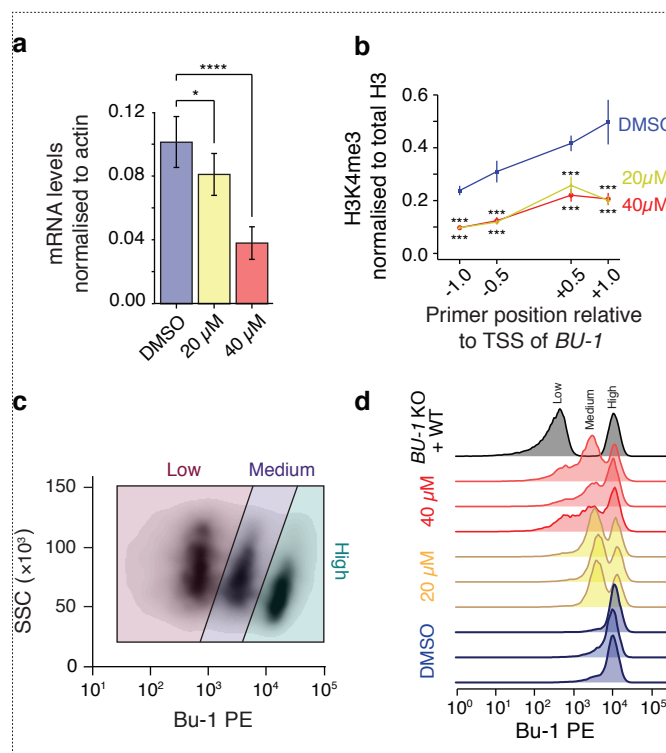 a
****
*
0.12
0.08
0.04
0.00
mRNA levels
normalised to actin
DMSO
20 µM
40 µM
b
0.6
0.4
0.2
0.0
H3K4me3
normalised to total H3
DMSO
20µM
40µM
***
***
***
***
***
***
***
***
-1.0
-0.5
+0.5
+1.0
Primer position relative
to TSS of BU-1
c
Low
Medium
High
150
100
50
0
SSC (×10³)
10¹
10²
10³
10⁴
10⁵
Bu-1 PE
d
Low
Medium
High
BU-1 KO
+ WT
40 µM
20 µM
DMSO
10⁰
10¹
10²
10³
10⁴
10⁵
Bu-1 PE